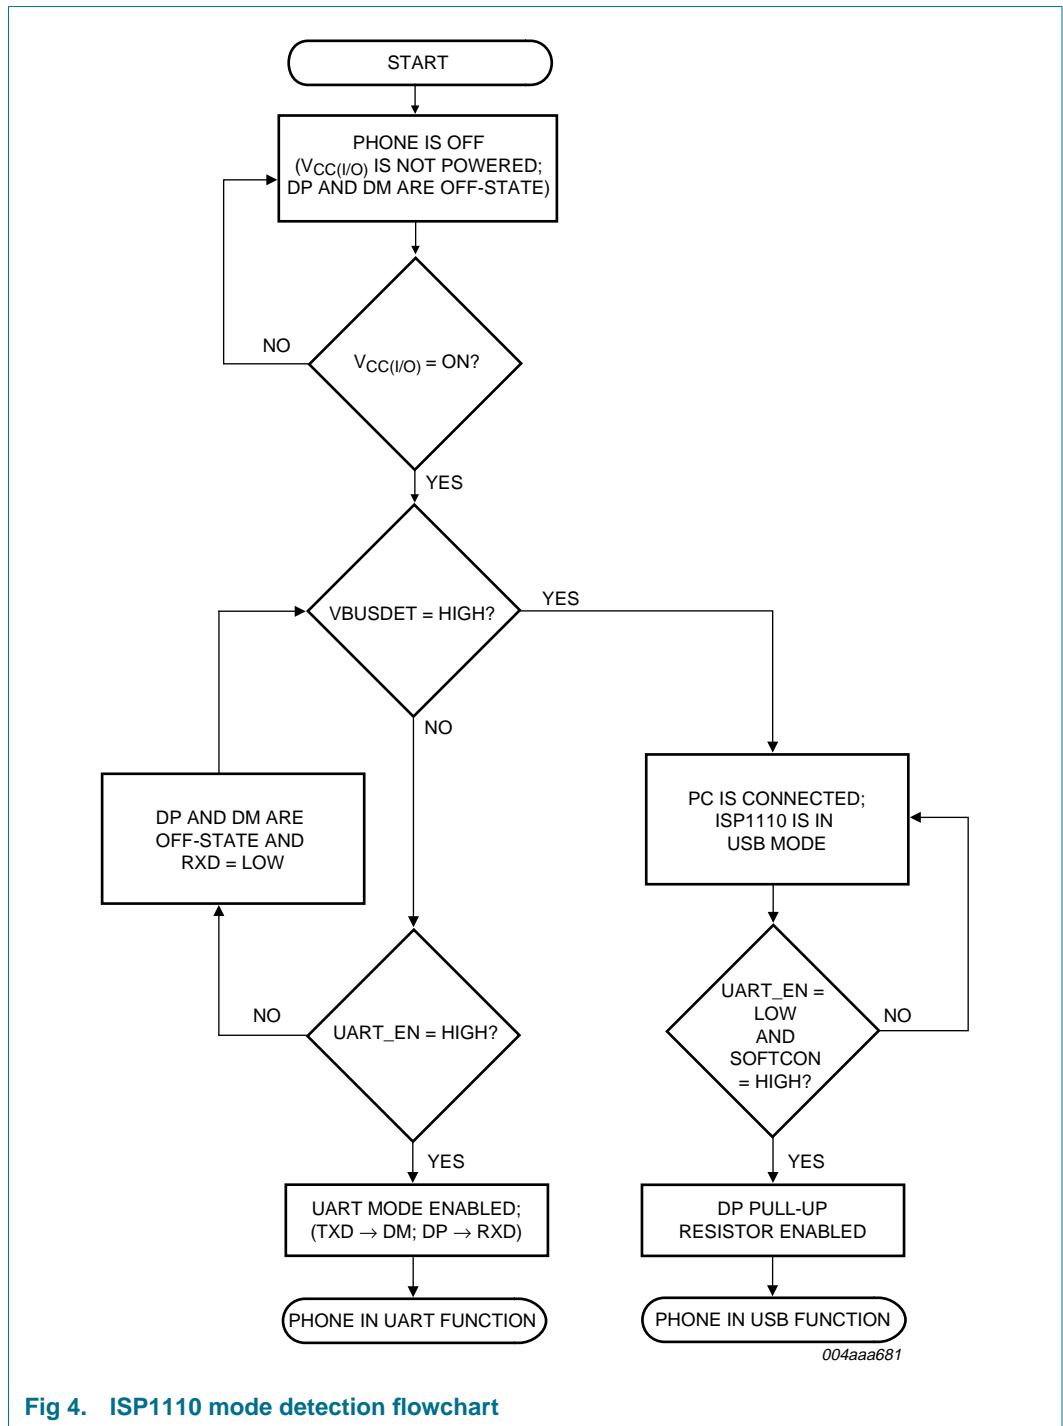 START
PHONE IS OFF
(VCC(I/O) IS NOT POWERED;
DP AND DM ARE OFF-STATE)
NO
VCC(I/O) = ON?
YES
VBUSDET = HIGH?
YES
NO
DP AND DM ARE
OFF-STATE AND
RXD = LOW
PC IS CONNECTED;
ISP1110 IS IN
USB MODE
NO
UART_EN = HIGH?
UART_EN =
LOW
AND
SOFTCON
= HIGH?
NO
YES
YES
UART MODE ENABLED;
(TXD → DM; DP → RXD)
DP PULL-UP
RESISTOR ENABLED
PHONE IN UART FUNCTION
PHONE IN USB FUNCTION
004aaa681
Fig 4. ISP1110 mode detection flowchart